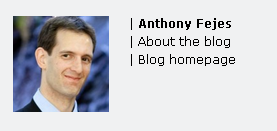 | Anthony Fejes
| About the blog
| Blog homepage